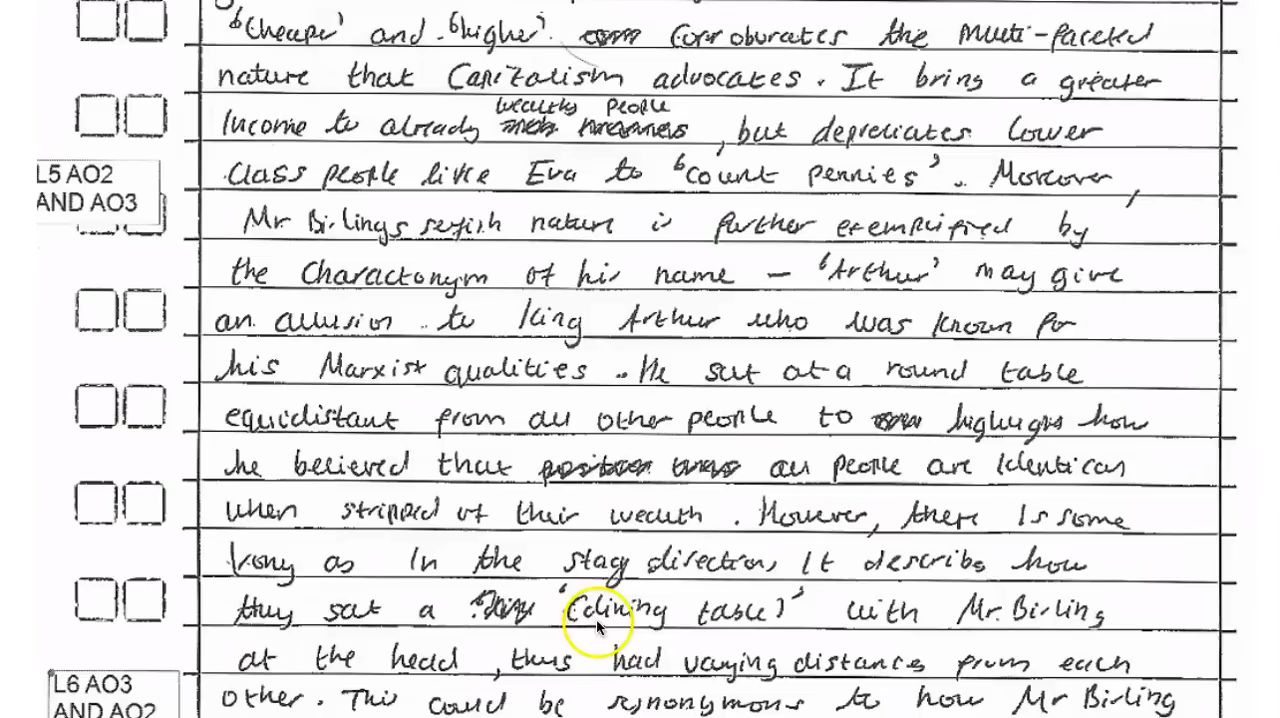 'Cheaper' and 'higher' corroburates the multi-faceted
nature that Capitalism advocates. It bring a greater
Income to already wealthy people, but depreciates lower
class people like Eva to 'count pennies'. Moreover,
L5 AO2
AND AO3
Mr Birlings selfish nature is further exemplified by
the Charactonym of his name - 'Arthur' may give
an allusion to King Arthur who was known for
his Marxist qualities. He sat at a round table
equidistant from all other people to highlight how
he believed that all people are Identical
when stripped of their wealth. However, there Is some
Irony as In the stage direction, It describes how
they sat a '(dining table)' with Mr. Birling
at the head, thus had varying distances from each
other. This could be synonymous to how Mr Birling
L6 AO3
AND AO2